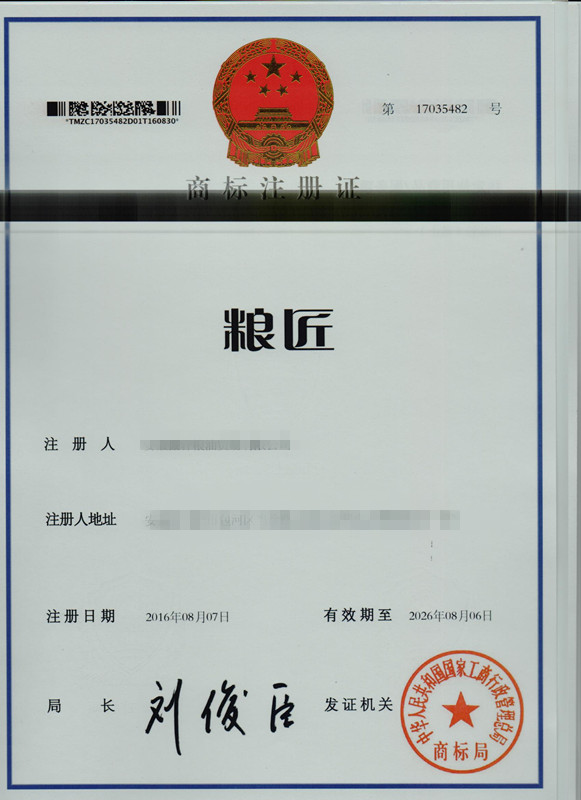 *TMZC17035482D01T160830*
第 17035482 号
商标注册证
粮匠
注册人
注册人地址
注册日期 2016年08月07日 有效期至 2026年08月06日
局长 刘俊臣 发证机关
中华人民共和国国家工商行政管理总局
商标局